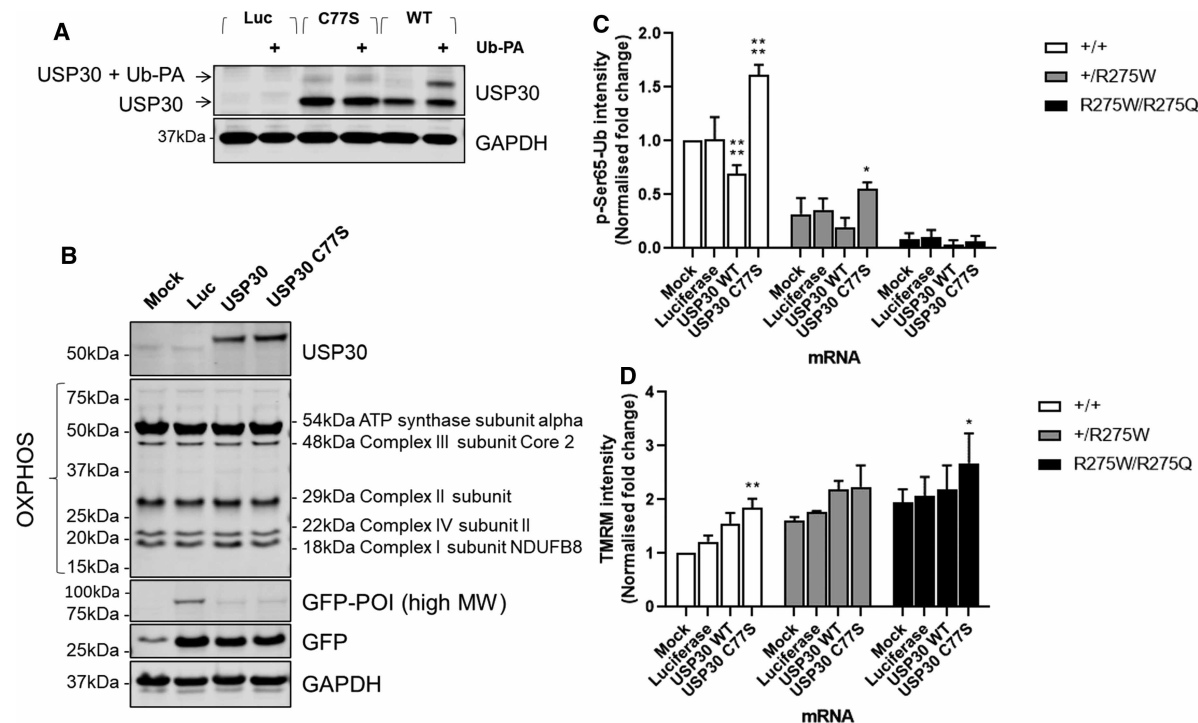 A
Luc C77S WT
+ + + Ub-PA
USP30 + Ub-PA
USP30
USP30
37kDa
GAPDH
B
Mock Luc USP30 USP30 C77S
50kDa
USP30
OXPHOS
75kDa
50kDa
37kDa
25kDa
20kDa
15kDa
54kDa ATP synthase subunit alpha
48kDa Complex III subunit Core 2
29kDa Complex II subunit
22kDa Complex IV subunit II
18kDa Complex I subunit NDUFB8
100kDa
75kDa
GFP-POI (high MW)
25kDa
GFP
37kDa
GAPDH
C
p-Ser65-Ub intensity
(Normalised fold change)
2.0
1.5
1.0
0.5
0.0
**
**
**
**
*
+/+
+/R275W
R275W/R275Q
Mock Luciferase USP30 WT USP30 C77S Mock Luciferase USP30 WT USP30 C77S Mock Luciferase USP30 WT USP30 C77S
mRNA
D
TMRM intensity
(Normalised fold change)
4
3
2
1
0
**
*
+/+
+/R275W
R275W/R275Q
Mock Luciferase USP30 WT USP30 C77S Mock Luciferase USP30 WT USP30 C77S Mock Luciferase USP30 WT USP30 C77S
mRNA